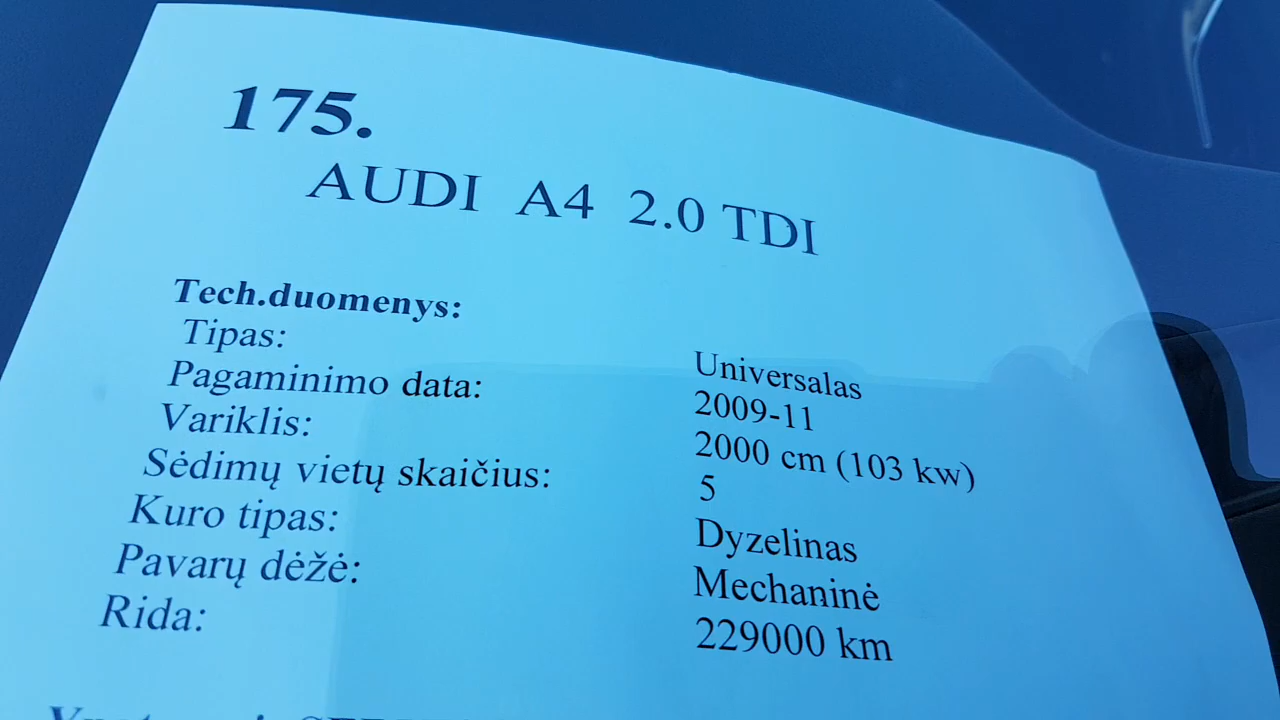 175.
AUDI A4 2.0 TDI
Tech.duomenys:
Tipas: Universalas
Pagaminimo data: 2009-11
Variklis: 2000 cm (103 kw)
Sėdimų vietų skaičius: 5
Kuro tipas: Dyzelinas
Pavarų dėžė: Mechaninė
Rida: 229000 km